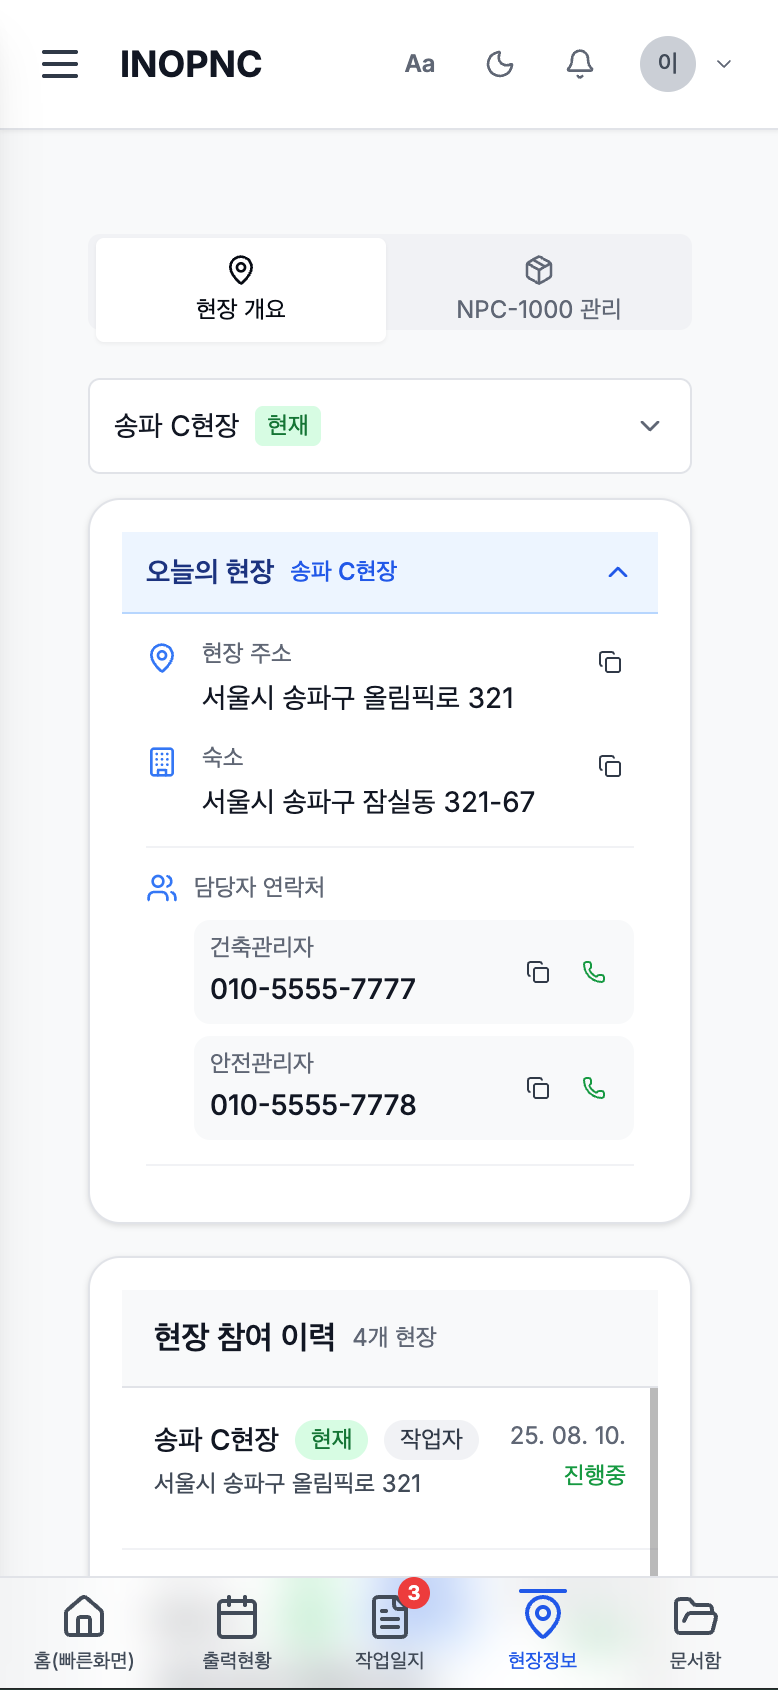 INOPNC
Aa
이
현장 개요
NPC-1000 관리
송파 C현장 현재
오늘의 현장 송파 C현장
현장 주소
서울시 송파구 올림픽로 321
숙소
서울시 송파구 잠실동 321-67
담당자 연락처
건축관리자
010-5555-7777
안전관리자
010-5555-7778
현장 참여 이력 4개 현장
송파 C현장 현재 작업자 25. 08. 10.
서울시 송파구 올림픽로 321 진행중
3
홈(빠른화면)
출력현황
작업일지
현장정보
문서함